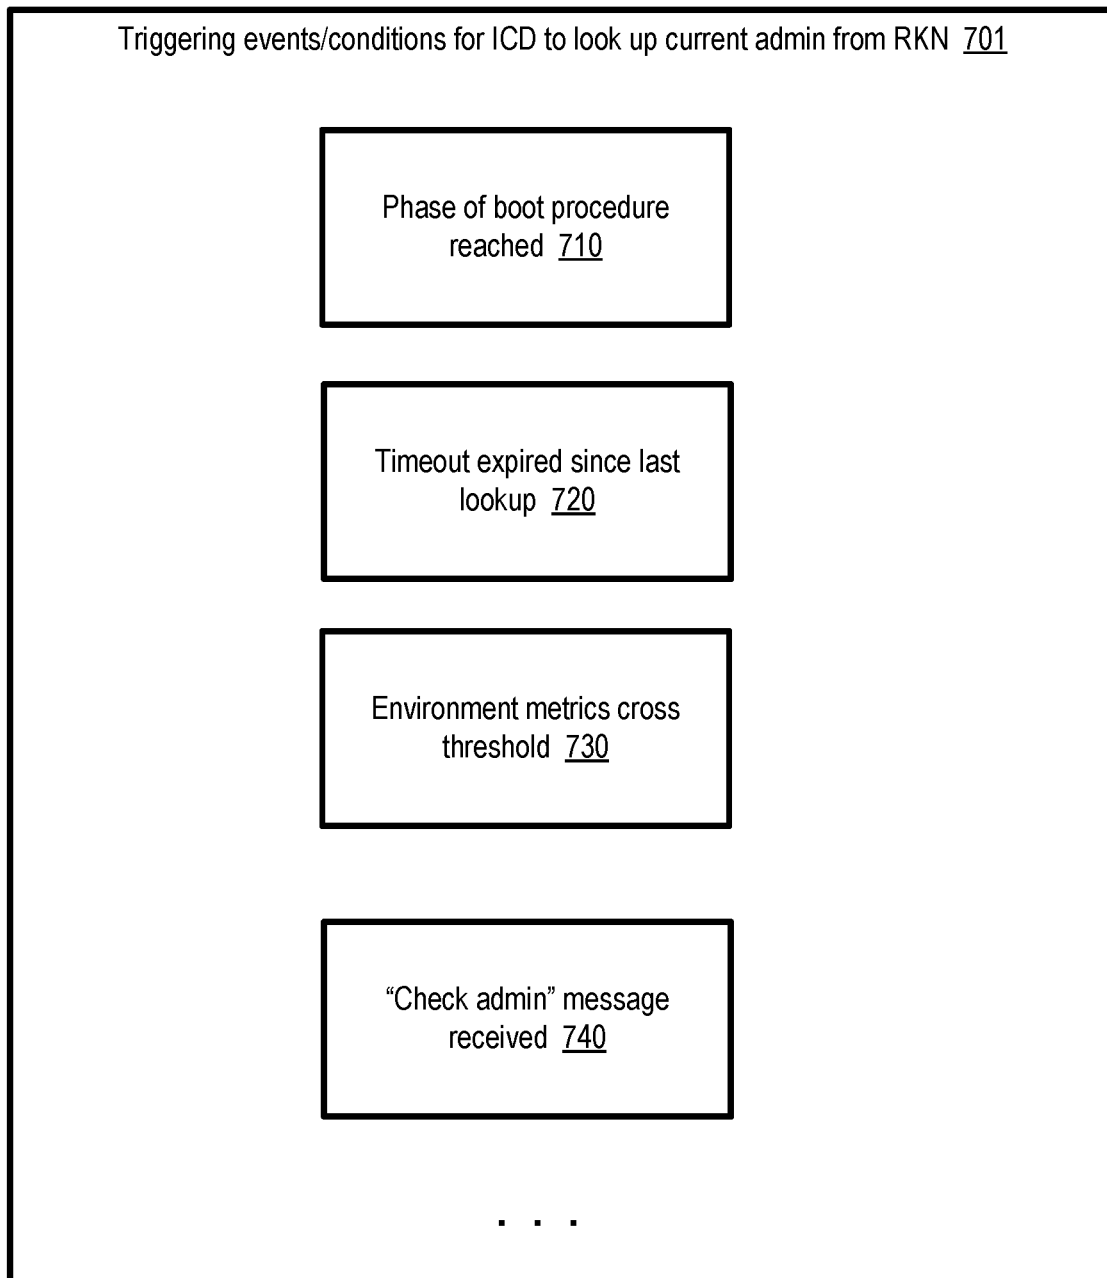 Triggering events/conditions for ICD to look up current admin from RKN 701
Phase of boot procedure
reached 710
Timeout expired since last
lookup 720
Environment metrics cross
threshold 730
“Check admin” message
received 740
. . .